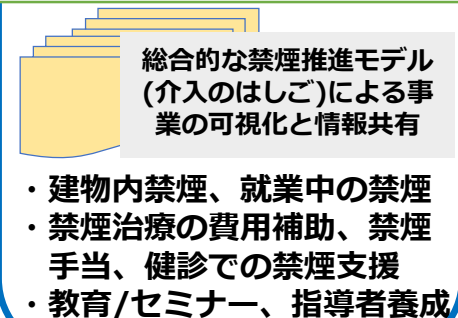 総合的な禁煙推進モデル
(介入のはしご)による事
業の可視化と情報共有
・建物内禁煙、就業中の禁煙
・禁煙治療の費用補助、禁煙
手当、健診での禁煙支援
・教育/セミナー、指導者養成